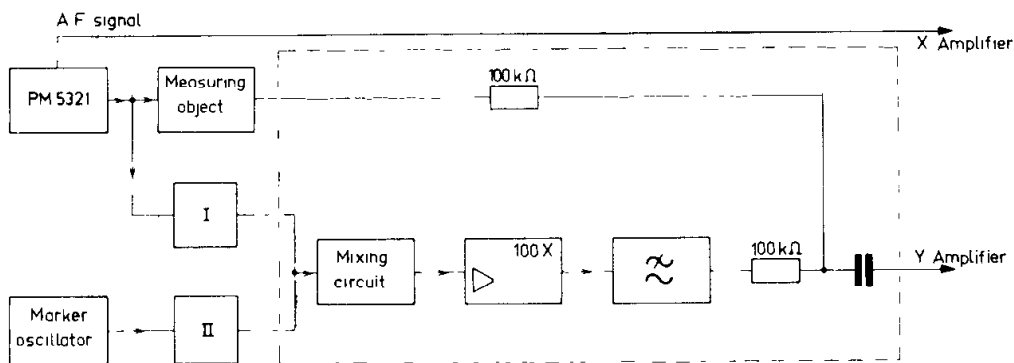 A F signal
X Amplifier
PM 5321
Measuring
object
100 kΩ
I
Mixing
circuit
100 X
100 kΩ
Y Amplifier
Marker
oscillator
II